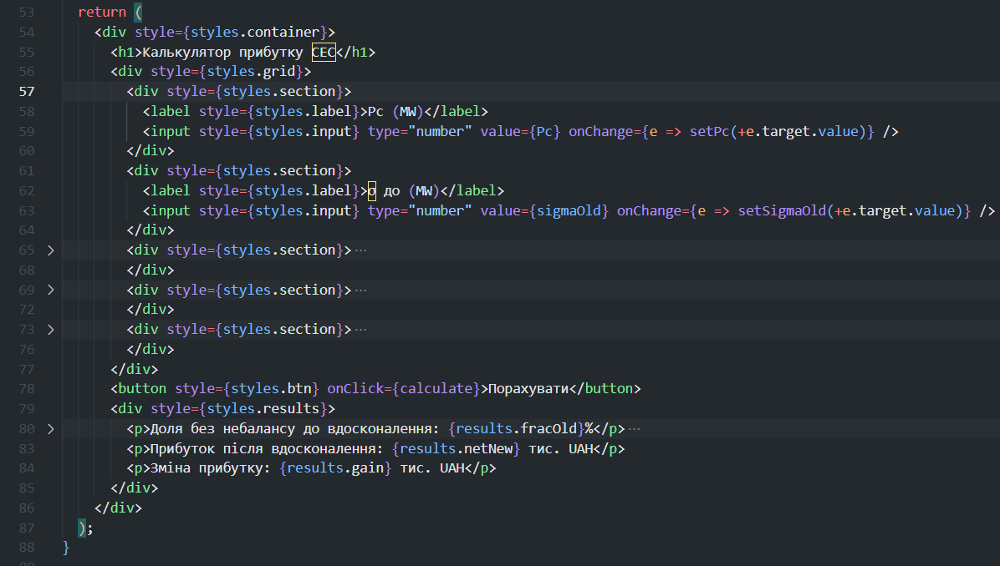 53 return (
54 <div style={styles.container}>
55 <h1>Калькулятор прибутку СЕС</h1>
56 <div style={styles.grid}>
57 <div style={styles.section}>
58 <label style={styles.label}>Pc (MW)</label>
59 <input style={styles.input} type="number" value={Pc} onChange={e => setPc(+e.target.value)} />
60 </div>
61 <div style={styles.section}>
62 <label style={styles.label}>σ до (MW)</label>
63 <input style={styles.input} type="number" value={sigmaOld} onChange={e => setSigmaOld(+e.target.value)} />
64 </div>
65 <div style={styles.section}>···
68 </div>
69 <div style={styles.section}>···
72 </div>
73 <div style={styles.section}>···
76 </div>
77 </div>
78 <button style={styles.btn} onClick={calculate}>Порахувати</button>
79 <div style={styles.results}>
80 <p>Доля без небалансу до вдосконалення: {results.fracOld}%</p>···
83 <p>Прибуток після вдосконалення: {results.netNew} тис. UAH</p>
84 <p>Зміна прибутку: {results.gain} тис. UAH</p>
85 </div>
86 </div>
87 );
88 }